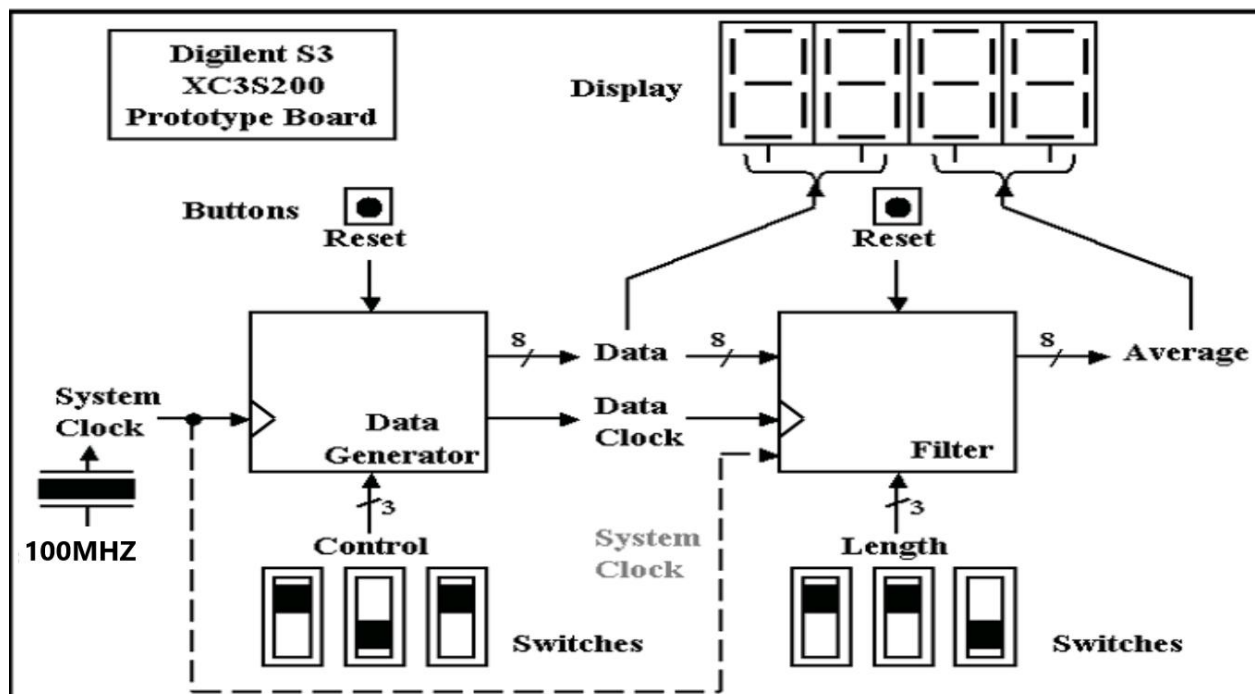 Digilent S3
XC3S200
Prototype Board
Display
Buttons
Reset
Reset
8
Data
8
8
Average
System
Clock
Data
Generator
Data
Clock
Filter
3
3
100MHZ
Control
System
Clock
Length
Switches
Switches